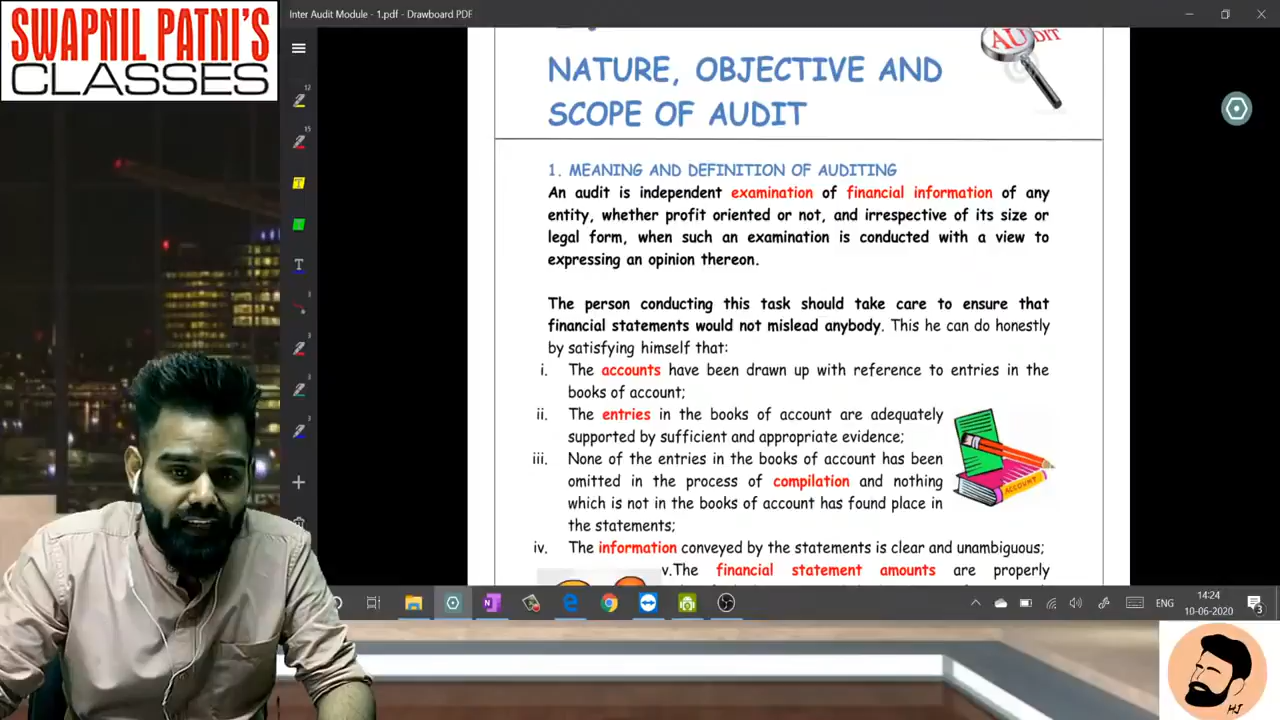 SWAPNIL PATNI'S
CLASSES
Inter Audit Module - 1.pdf - Drawboard PDF
12
15
AUDIT
NATURE, OBJECTIVE AND
SCOPE OF AUDIT
1. MEANING AND DEFINITION OF AUDITING
An audit is independent examination of financial information of any
entity, whether profit oriented or not, and irrespective of its size or
legal form, when such an examination is conducted with a view to
expressing an opinion thereon.
The person conducting this task should take care to ensure that
financial statements would not mislead anybody. This he can do honestly
by satisfying himself that:
i. The accounts have been drawn up with reference to entries in the
books of account;
ii. The entries in the books of account are adequately
supported by sufficient and appropriate evidence;
iii. None of the entries in the books of account has been
omitted in the process of compilation and nothing
which is not in the books of account has found place in
the statements;
ACCOUNT
iv. The information conveyed by the statements is clear and unambiguous;
v.The financial statement amounts are properly
ENG
14:24
10-06-2020
3
HJ